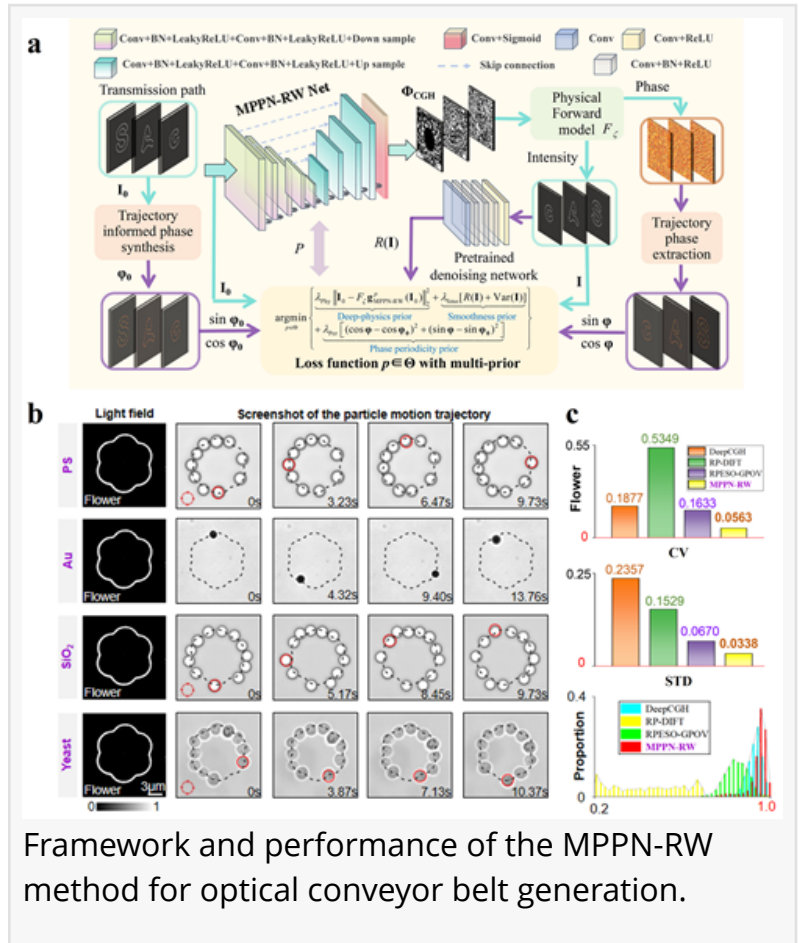 a
Conv+BN+LeakyReLU+Conv+BN+LeakyReLU+Down sample
Conv+Sigmoid
Conv
Conv+ReLU
Conv+BN+LeakyReLU+Conv+BN+LeakyReLU+Up sample
Skip connection
Conv+BN+ReLU
Transmission path
MPPN-RW Net
Φ_CGH
Physical Forward model F_ζ
Phase
Intensity
I₀
Trajectory informed phase synthesis
φ₀
P
R(I)
Pretrained denoising network
I
Trajectory phase extraction
I₀
sin φ₀
cos φ₀
sin φ
cos φ
Deep-physics prior
Smoothness prior
Phase periodicity prior
Loss function p∈Θ with multi-prior
b
Light field
Screenshot of the particle motion trajectory
PS
Flower
0s
3.23s
6.47s
9.73s
Au
Flower
0s
4.32s
9.40s
13.76s
SiO₂
Flower
0s
5.17s
8.45s
9.73s
Yeast
Flower
3μm
0s
3.87s
7.13s
10.37s
0
1
c
0.55
Flower
0
0.1877
0.5349
0.1633
0.0563
DeepCGH
RP-DIFT
RPESO-GPOV
MPPN-RW
CV
0.25
0
0.2357
0.1529
0.0670
0.0338
STD
0.4
Proportion
0
DeepCGH
RP-DIFT
RPESO-GPOV
MPPN-RW
0.2
1.0
Framework and performance of the MPPN-RW
method for optical conveyor belt generation.